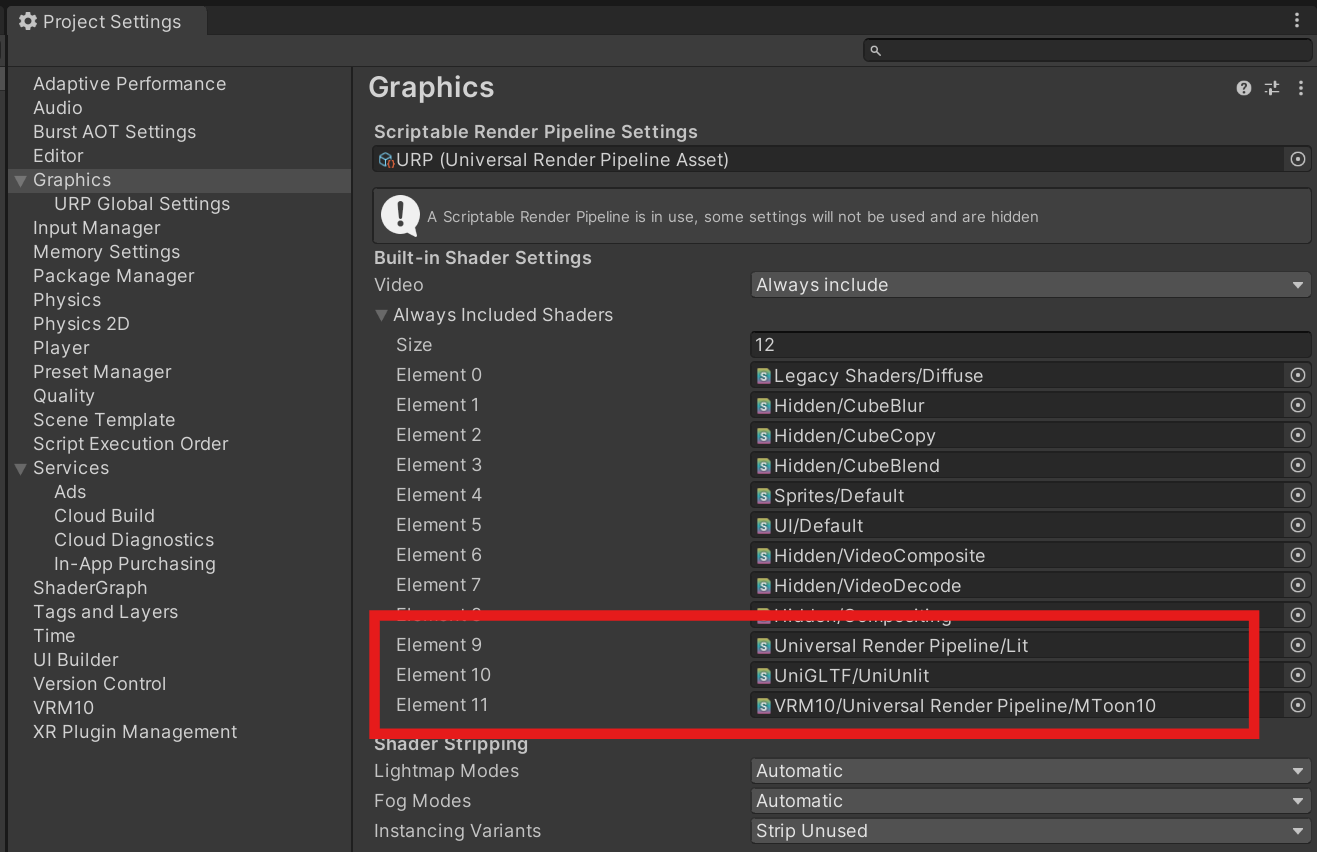 Project Settings
Adaptive Performance
Audio
Burst AOT Settings
Editor
Graphics
URP Global Settings
Input Manager
Memory Settings
Package Manager
Physics
Physics 2D
Player
Preset Manager
Quality
Scene Template
Script Execution Order
Services
Ads
Cloud Build
Cloud Diagnostics
In-App Purchasing
ShaderGraph
Tags and Layers
Time
UI Builder
Version Control
VRM10
XR Plugin Management
Graphics
Scriptable Render Pipeline Settings
URP (Universal Render Pipeline Asset)
A Scriptable Render Pipeline is in use, some settings will not be used and are hidden
Built-in Shader Settings
Video Always include
Always Included Shaders
Size 12
Element 0 Legacy Shaders/Diffuse
Element 1 Hidden/CubeBlur
Element 2 Hidden/CubeCopy
Element 3 Hidden/CubeBlend
Element 4 Sprites/Default
Element 5 UI/Default
Element 6 Hidden/VideoComposite
Element 7 Hidden/VideoDecode
Element 8 Hidden/Compositing
Element 9 Universal Render Pipeline/Lit
Element 10 UniGLTF/UniUnlit
Element 11 VRM10/Universal Render Pipeline/MToon10
Shader Stripping
Lightmap Modes Automatic
Fog Modes Automatic
Instancing Variants Strip Unused